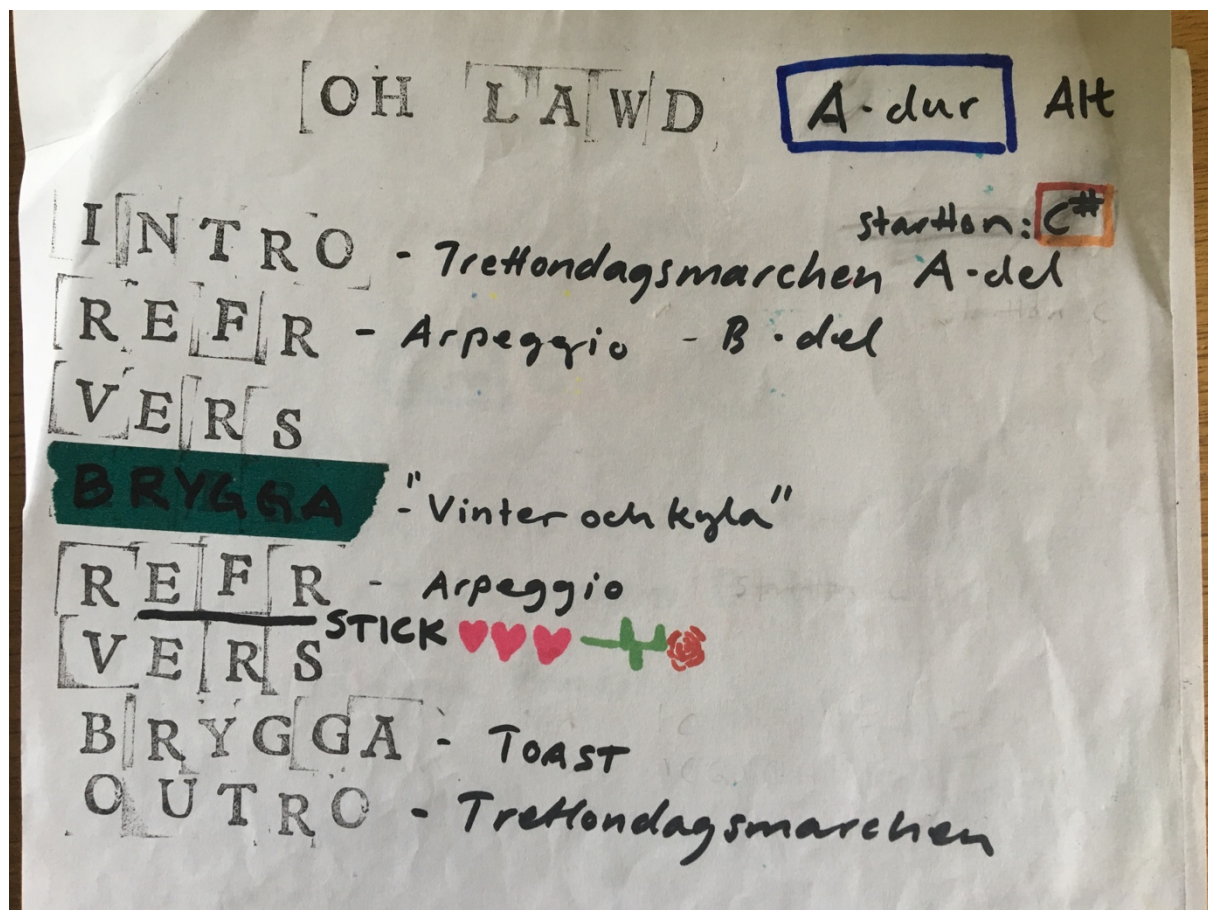 OH LAWD A-dur Alt
startton: C#
INTRO - Trettondagsmarchen A-del
REFR - Arpeggio - B-del
VERS
BRYGGA - "Vinter och kyla"
REFR - Arpeggio
STICK
VERS
BRYGGA - TOAST
OUTRO - Trettondagsmarchen